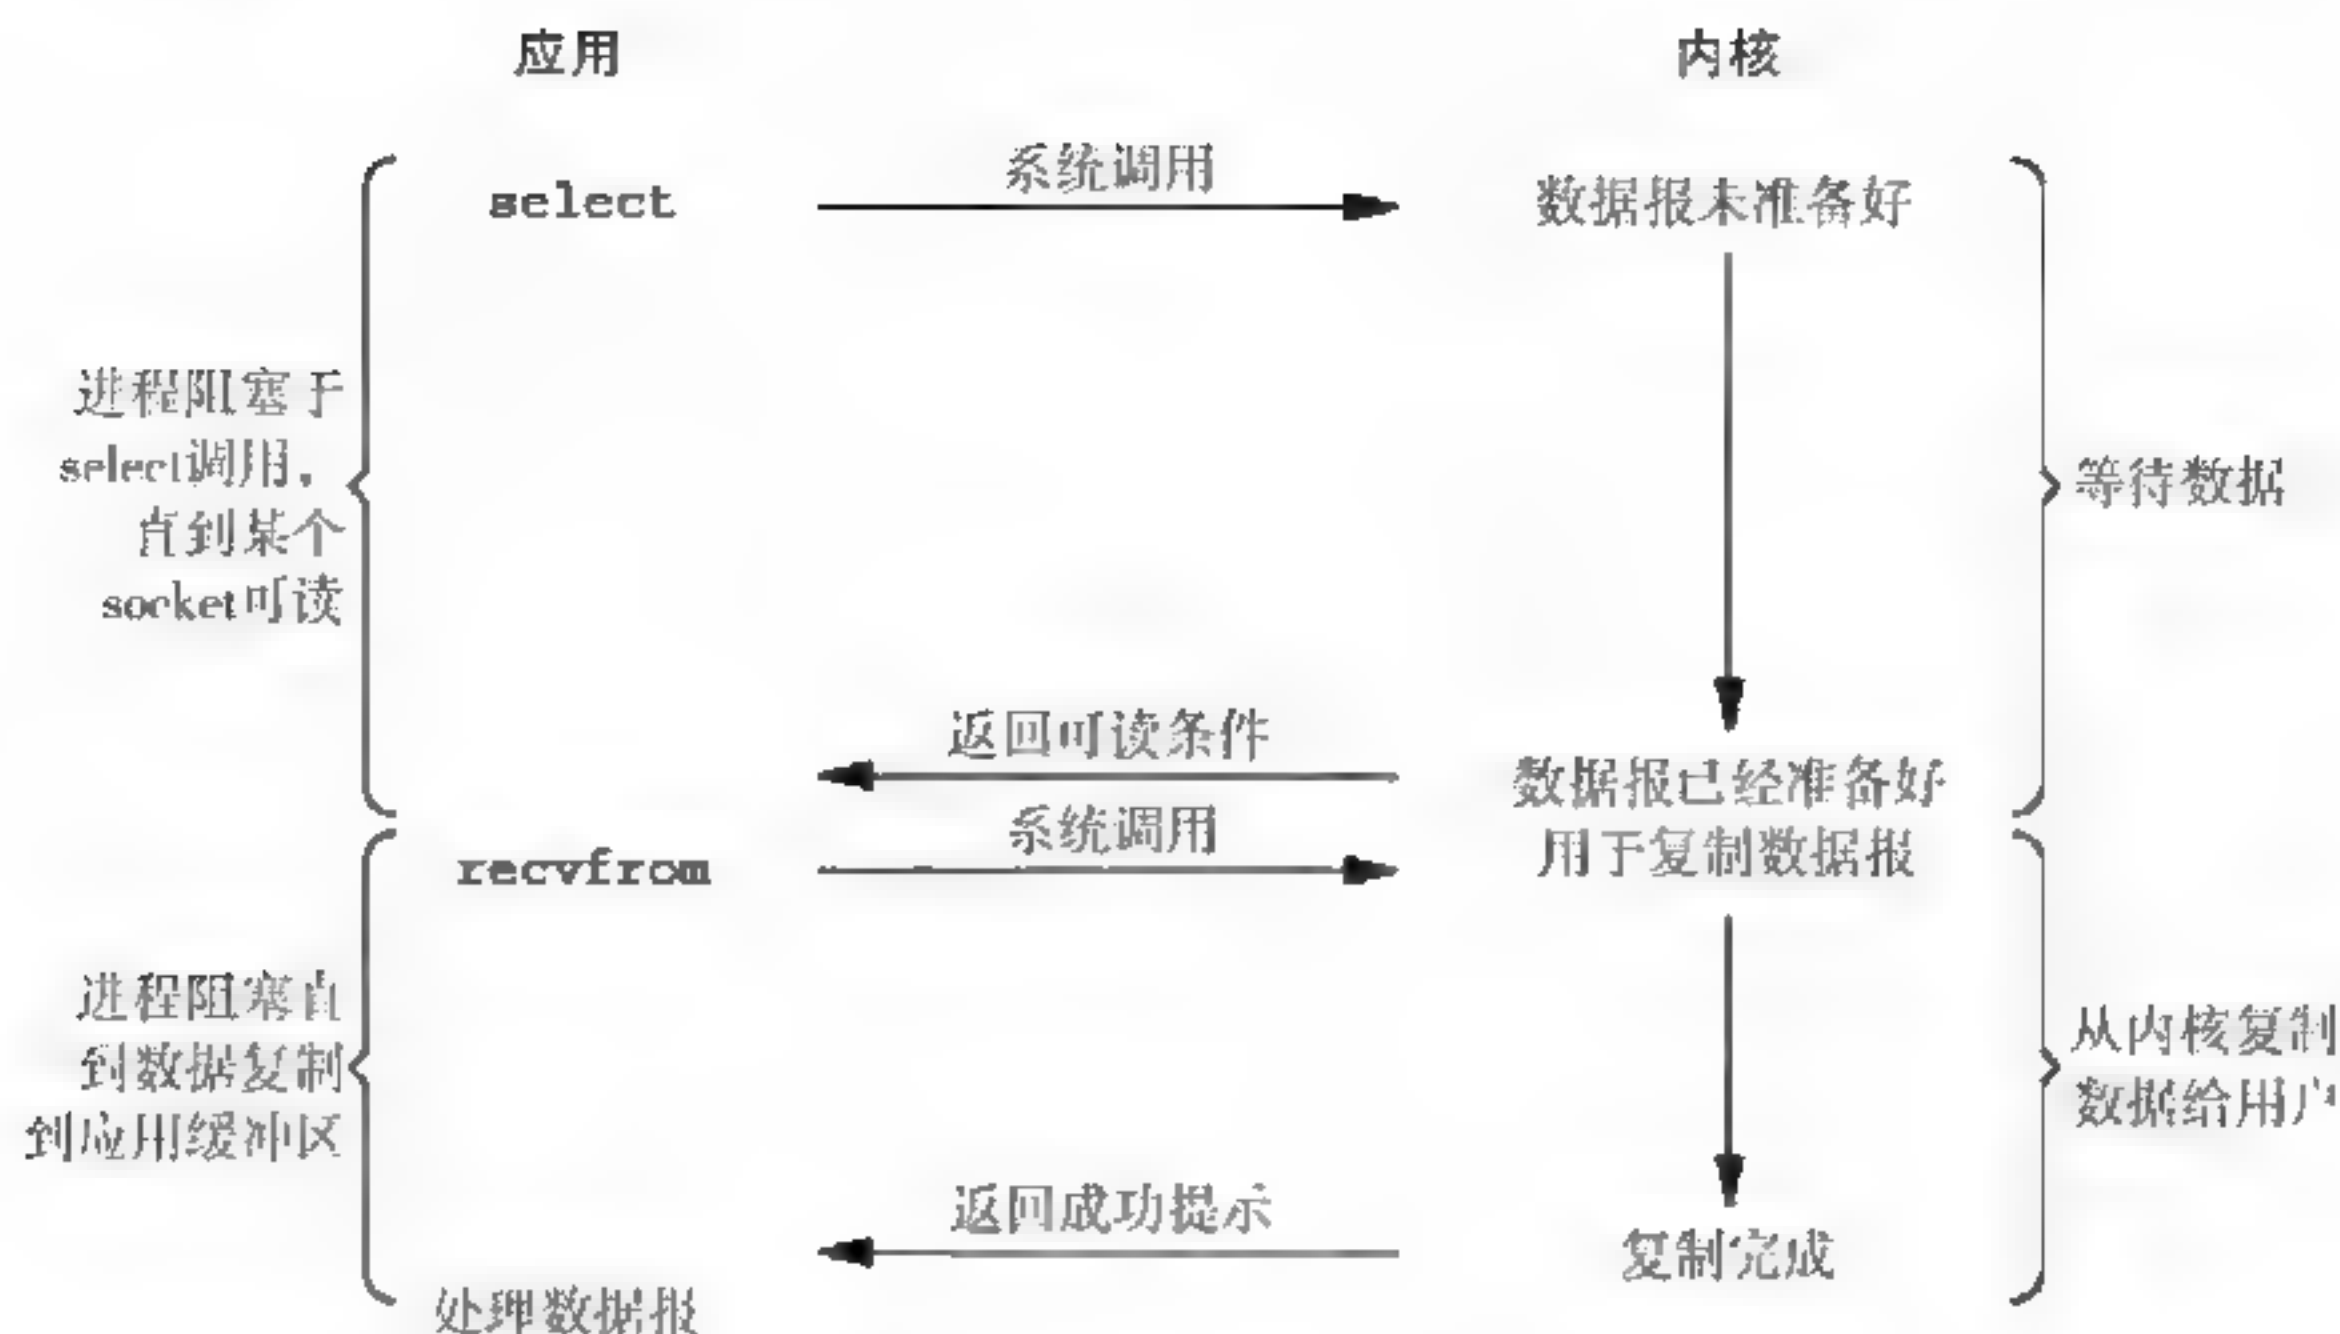 应用
内核
系统调用
select
数据报未准备好
进程阻塞于
select调用，
直到某个
socket可读
等待数据
返回可读条件
数据报已经准备好
系统调用
用于复制数据报
recvfrom
进程阻塞直
到数据复制
到应用缓冲区
从内核复制
数据给用户
返回成功提示
复制完成
处理数据报